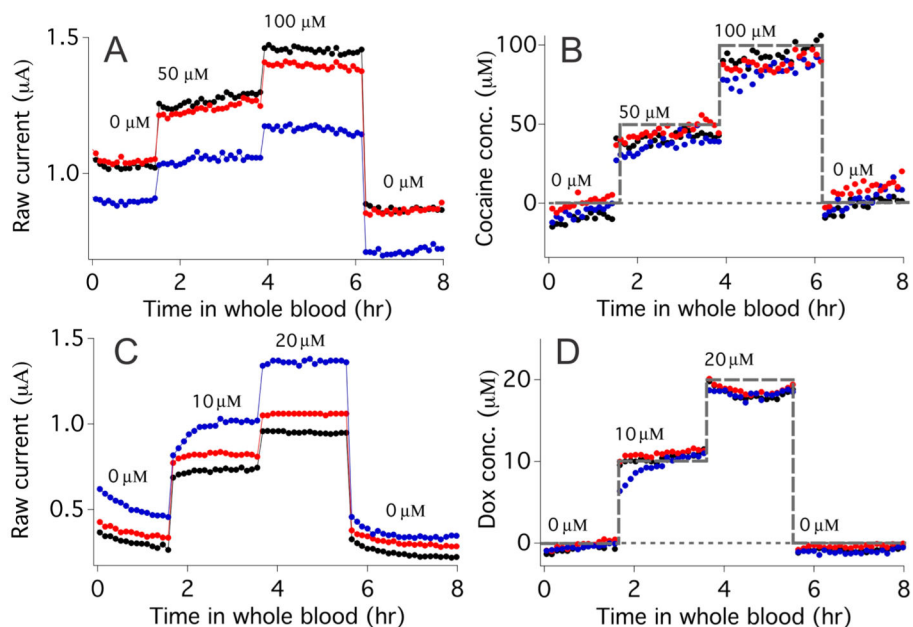 A
Raw current (μA)
1.5
1.0
0 μM
50 μM
100 μM
0 μM
0 2 4 6 8
Time in whole blood (hr)
B
Cocaine conc. (μM)
100
50
0
0 μM
50 μM
100 μM
0 μM
0 2 4 6 8
Time in whole blood (hr)
C
Raw current (μA)
1.5
1.0
0.5
0 μM
10 μM
20 μM
0 μM
0 2 4 6 8
Time in whole blood (hr)
D
Dox conc. (μM)
20
10
0
0 μM
10 μM
20 μM
0 μM
0 2 4 6 8
Time in whole blood (hr)